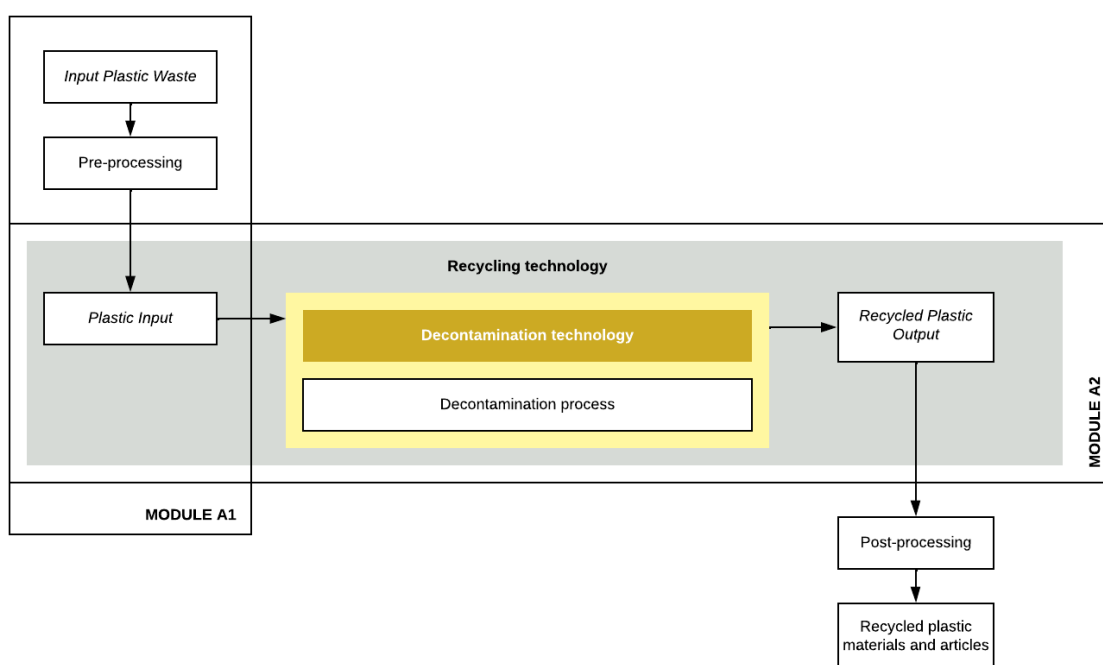 Input Plastic Waste
Pre-processing
Recycling technology
Plastic Input
Decontamination technology
Decontamination process
Recycled Plastic
Output
MODULE A2
MODULE A1
Post-processing
Recycled plastic
materials and articles